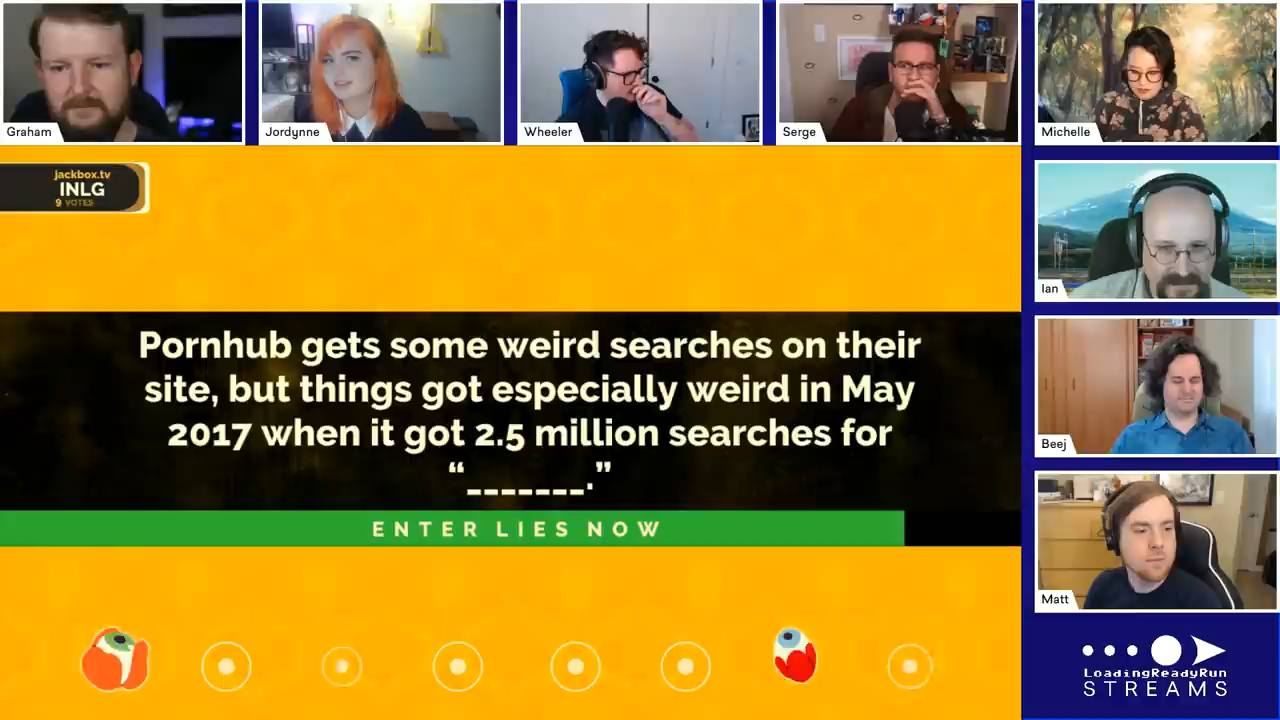 Graham
Jordynne
Wheeler
Serge
Michelle
jackbox.tv
INLG
9 VOTES
Ian
Pornhub gets some weird searches on their
site, but things got especially weird in May
2017 when it got 2.5 million searches for
“_______.”
Beej
ENTER LIES NOW
Matt
LoadingReadyRun
STREAMS